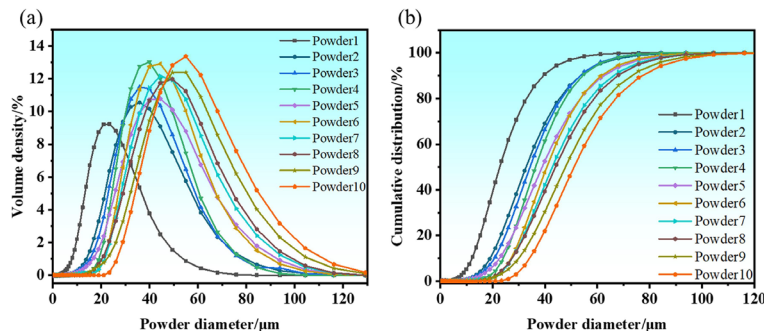 (a)
14
12
10
8
6
4
2
0
Volume density/%
0 20 40 60 80 100 120
Powder diameter/μm
Powder1
Powder2
Powder3
Powder4
Powder5
Powder6
Powder7
Powder8
Powder9
Powder10
(b)
100
80
60
40
20
0
Cumulative distribution/%
0 20 40 60 80 100 120
Powder diameter/μm
Powder1
Powder2
Powder3
Powder4
Powder5
Powder6
Powder7
Powder8
Powder9
Powder10